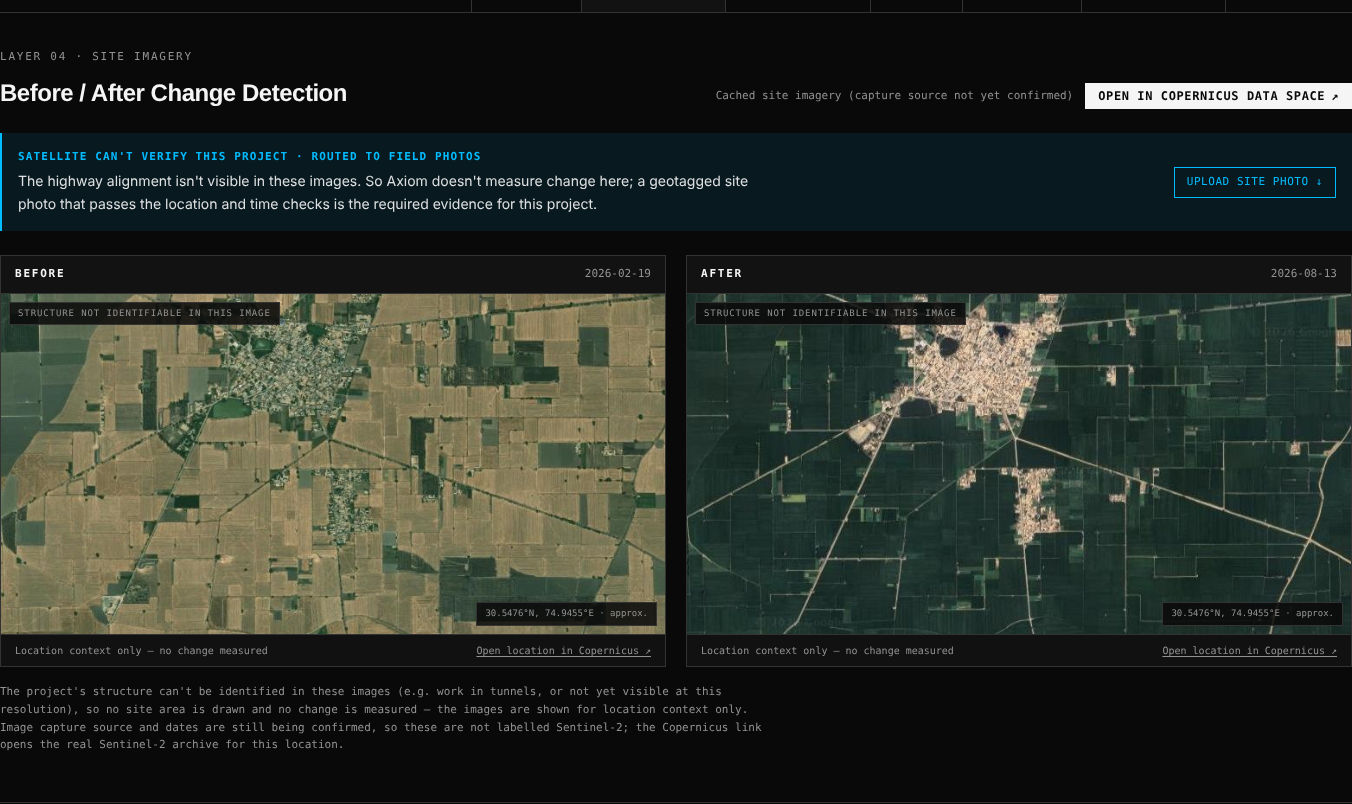 LAYER 04 · SITE IMAGERY
Before / After Change Detection
Cached site imagery (capture source not yet confirmed)
OPEN IN COPERNICUS DATA SPACE ↗
SATELLITE CAN'T VERIFY THIS PROJECT · ROUTED TO FIELD PHOTOS
The highway alignment isn't visible in these images. So Axiom doesn't measure change here; a geotagged site
photo that passes the location and time checks is the required evidence for this project.
UPLOAD SITE PHOTO ↓
BEFORE
2026-02-19
STRUCTURE NOT IDENTIFIABLE IN THIS IMAGE
30.5476°N, 74.9455°E · approx.
Location context only — no change measured
Open location in Copernicus ↗
AFTER
2026-08-13
STRUCTURE NOT IDENTIFIABLE IN THIS IMAGE
30.5476°N, 74.9455°E · approx.
Location context only — no change measured
Open location in Copernicus ↗
The project's structure can't be identified in these images (e.g. work in tunnels, or not yet visible at this
resolution), so no site area is drawn and no change is measured — the images are shown for location context only.
Image capture source and dates are still being confirmed, so these are not labelled Sentinel-2; the Copernicus link
opens the real Sentinel-2 archive for this location.